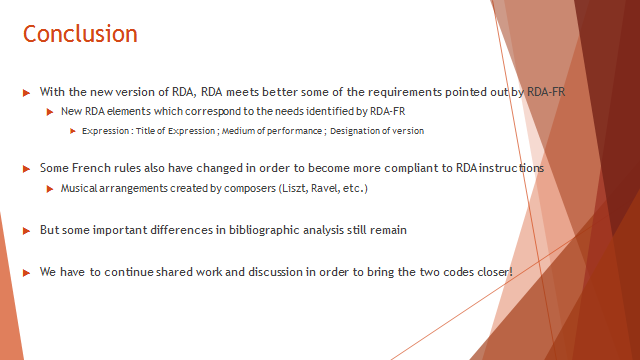 Conclusion
With the new version of RDA, RDA meets better some of the requirements pointed out by RDA-FR
New RDA elements which correspond to the needs identified by RDA-FR
Expression : Title of Expression ; Medium of performance ; Designation of version
Some French rules also have changed in order to become more compliant to RDA instructions
Musical arrangements created by composers (Liszt, Ravel, etc.)
But some important differences in bibliographic analysis still remain
We have to continue shared work and discussion in order to bring the two codes closer!